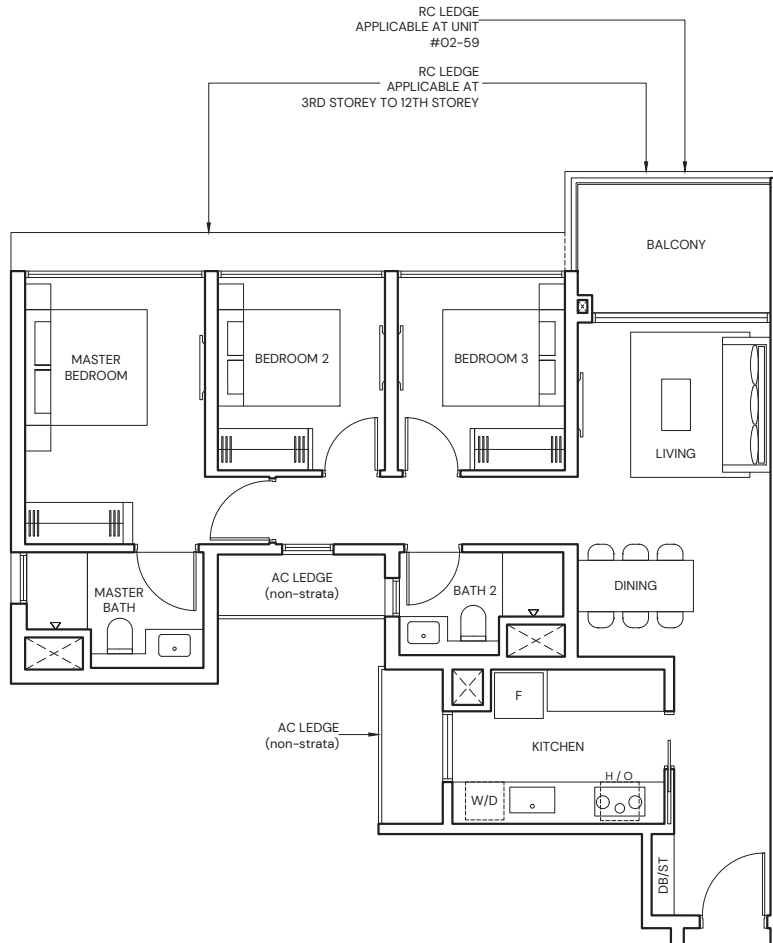 RC LEDGE
APPLICABLE AT UNIT
#02-59
RC LEDGE
APPLICABLE AT
3RD STOREY TO 12TH STOREY
BALCONY
MASTER
BEDROOM
BEDROOM 2
BEDROOM 3
LIVING
MASTER
BATH
AC LEDGE
(non-strata)
BATH 2
DINING
AC LEDGE
(non-strata)
F
KITCHEN
W/D
H / O
DB/ST